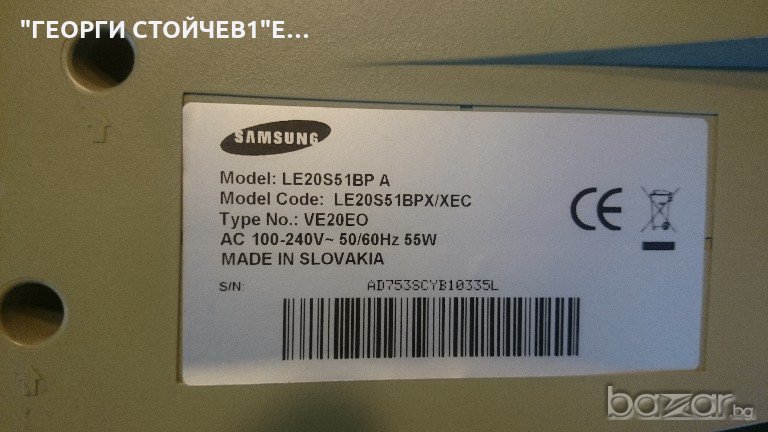 "ГЕОРГИ СТОЙЧЕВ1"Е...
SAMSUNG
Model: LE20S51BP A
Model Code: LE20S51BPX/XEC
Type No.: VE20EO
AC 100-240V~ 50/60Hz 55W
MADE IN SLOVAKIA
S/N: AD753SCYB10335L
CE
bazar.bg